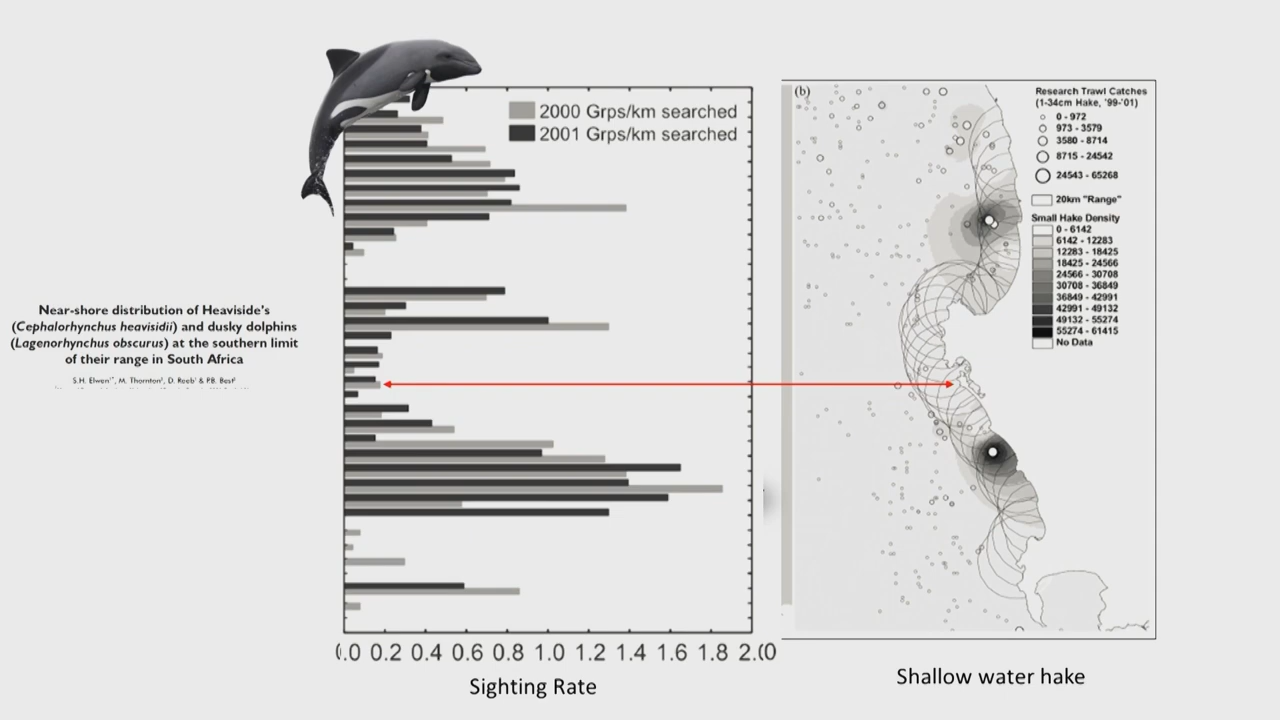 2000 Grps/km searched
2001 Grps/km searched
(b)
Research Trawl Catches
(1-34cm Hake, '99-'01)
0 - 972
973 - 3579
3580 - 8714
8715 - 24542
24543 - 65268
20km "Range"
Small Hake Density
0 - 6142
6142 - 12283
12283 - 18425
18425 - 24566
24566 - 30708
30708 - 36849
36849 - 42991
42991 - 49132
49132 - 55274
55274 - 61415
No Data
Near-shore distribution of Heaviside's
(Cephalorhynchus heavisidii) and dusky dolphins
(Lagenorhynchus obscurus) at the southern limit
of their range in South Africa
S.H. Elwen, M. Thornton, D. Reeb & P.B. Best
.0 0.2 0.4 0.6 0.8 1.0 1.2 1.4 1.6 1.8 2.0
Sighting Rate
Shallow water hake